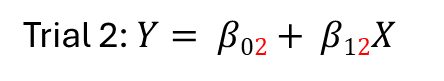 Trial 2: 𝑌 = 𝛽₀₂ + 𝛽₁₂𝑋